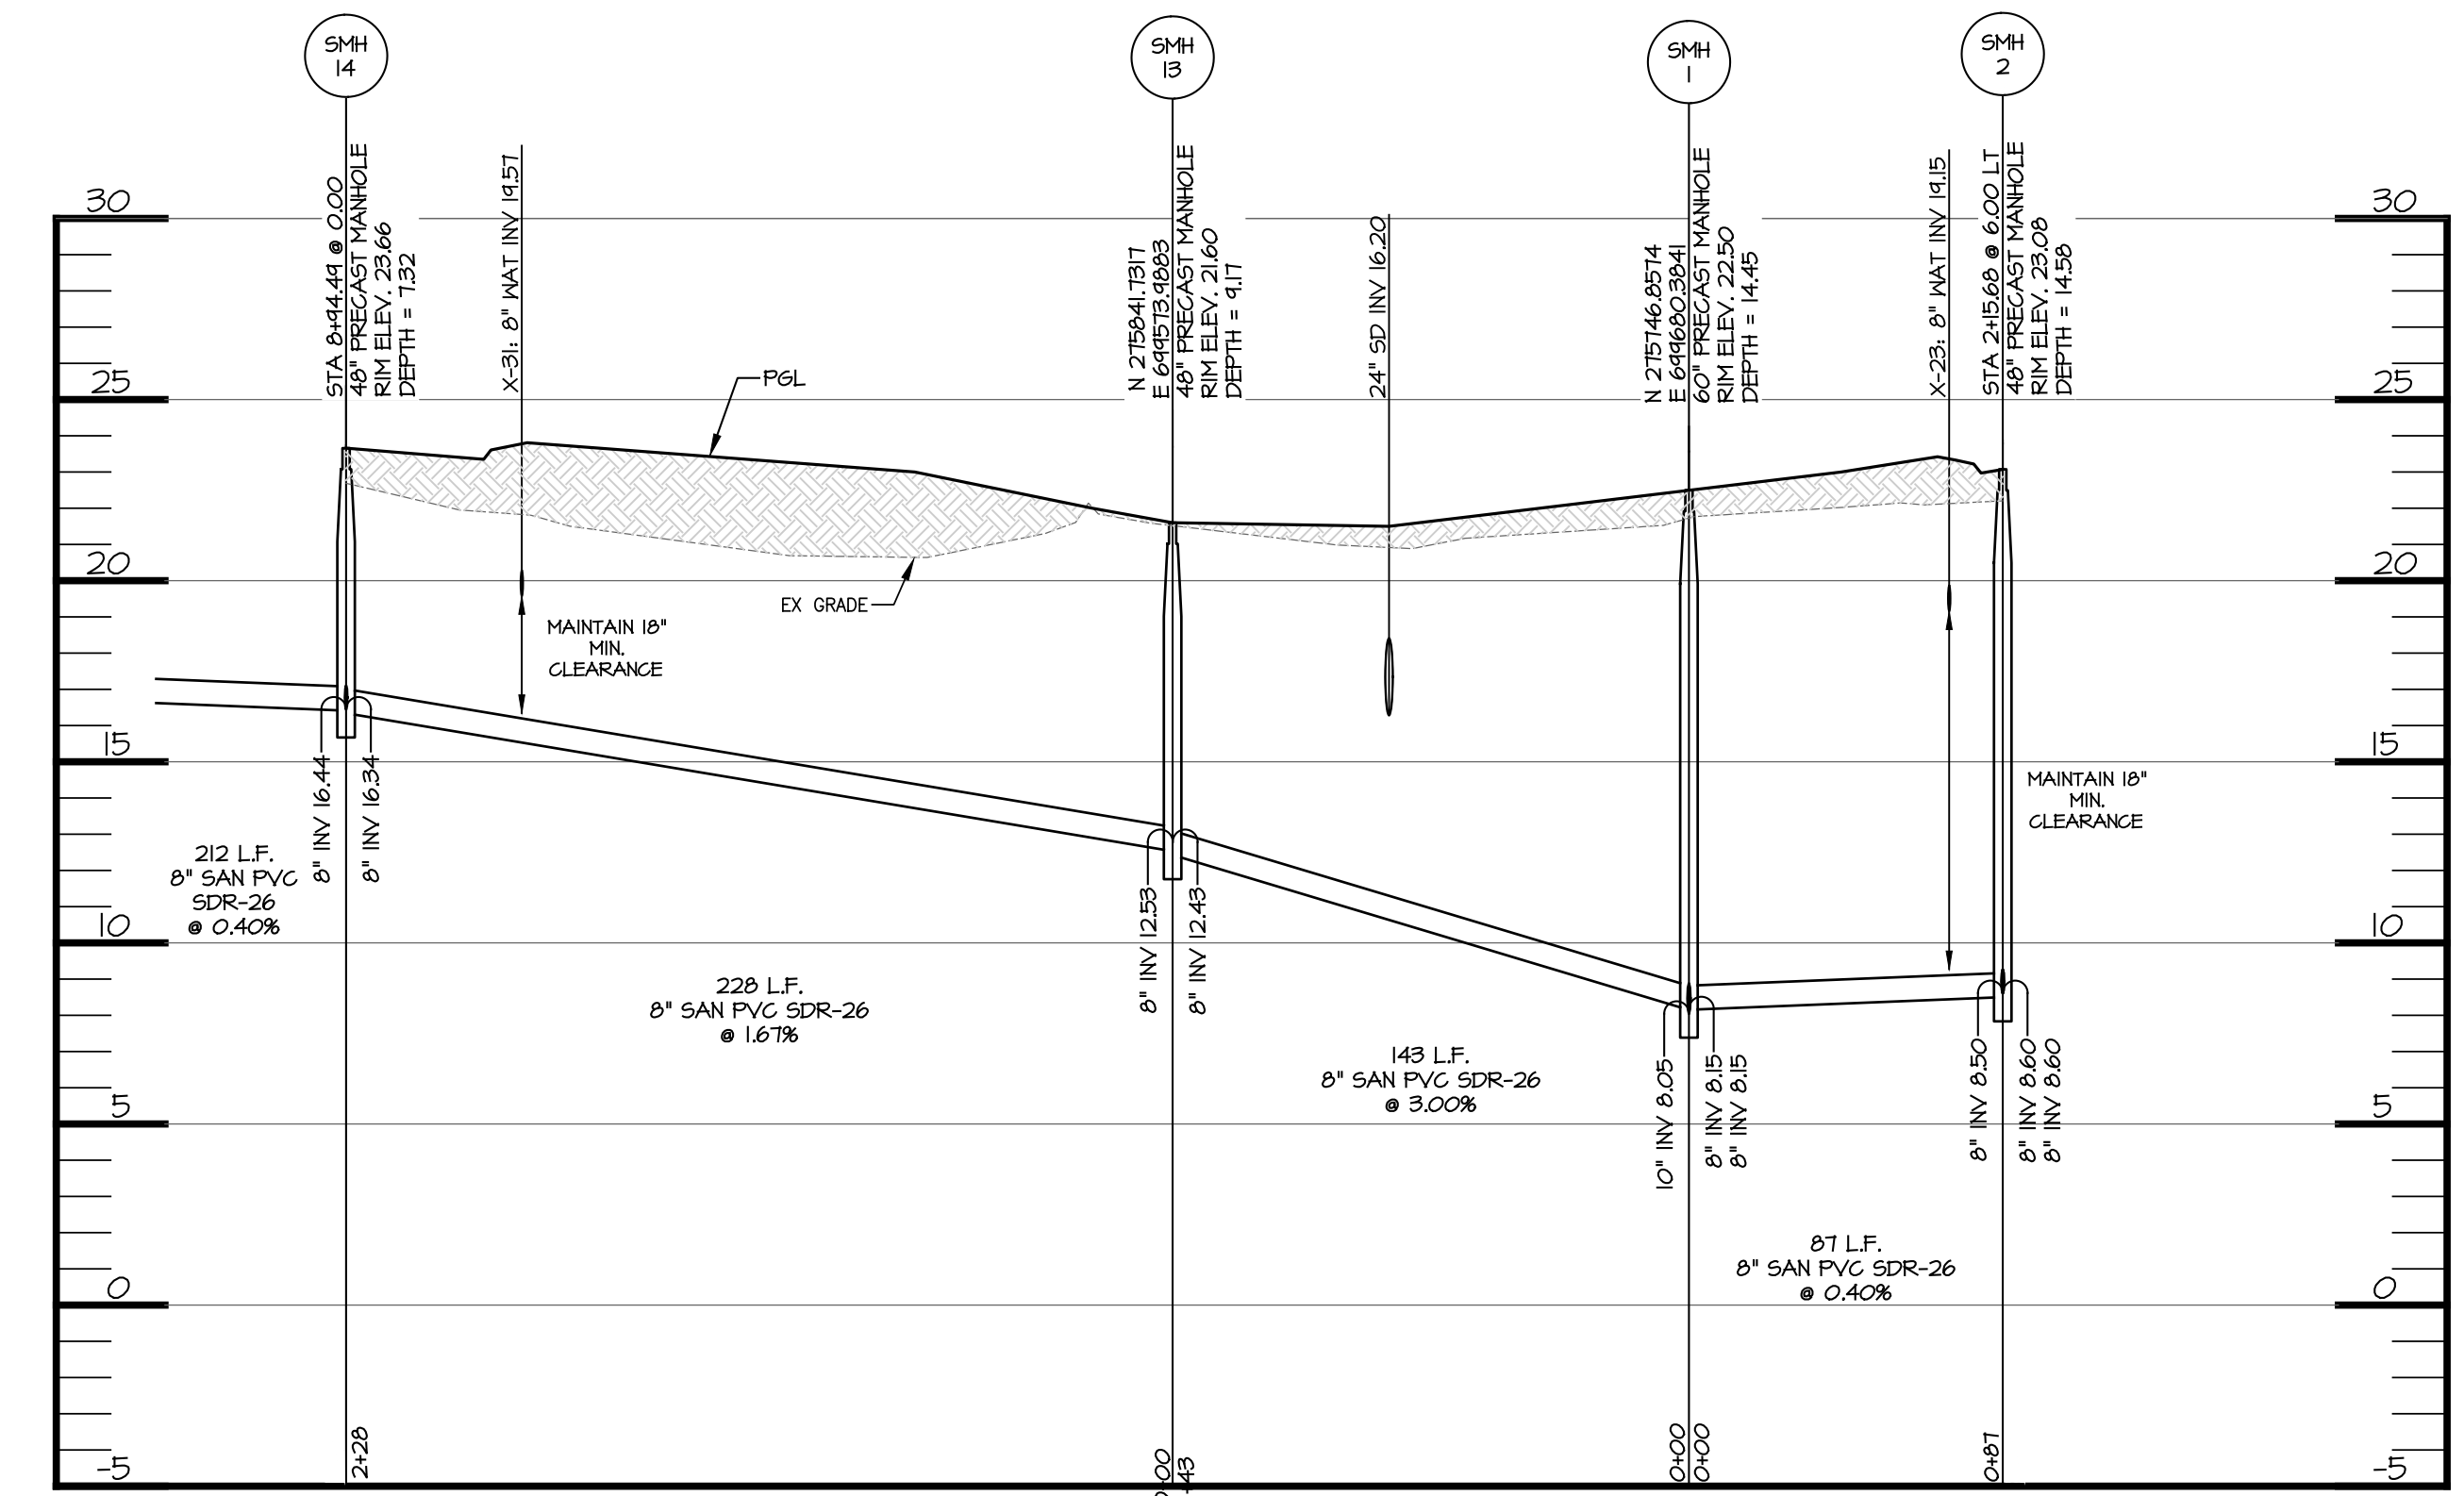 SMH
14
SMH
13
SMH
1
SMH
2
STA 8+94.49 @ 0.00
48" PRECAST MANHOLE
RIM ELEV. 23.66
DEPTH = 7.32
X-31: 8" WAT INV 19.57
N 275841.7317
E 699573.9883
48" PRECAST MANHOLE
RIM ELEV. 21.60
DEPTH = 9.17
24" SD INV 16.20
N 275746.8574
E 699680.3841
60" PRECAST MANHOLE
RIM ELEV. 22.50
DEPTH = 14.45
X-23: 8" WAT INV 19.15
STA 2+15.68 @ 6.00 LT
48" PRECAST MANHOLE
RIM ELEV. 23.08
DEPTH = 14.58
30
25
20
15
10
5
0
-5
30
25
20
15
10
5
0
-5
PGL
EX GRADE
MAINTAIN 18"
MIN.
CLEARANCE
MAINTAIN 18"
MIN.
CLEARANCE
8" INV 16.44
8" INV 16.34
212 L.F.
8" SAN PVC
SDR-26
@ 0.40%
228 L.F.
8" SAN PVC SDR-26
@ 1.67%
8" INV 12.53
8" INV 12.43
143 L.F.
8" SAN PVC SDR-26
@ 3.00%
10" INV 8.05
8" INV 8.15
8" INV 8.15
8" INV 8.50
8" INV 8.60
8" INV 8.60
87 L.F.
8" SAN PVC SDR-26
@ 0.40%
2+28
0+00
0+00
0+87